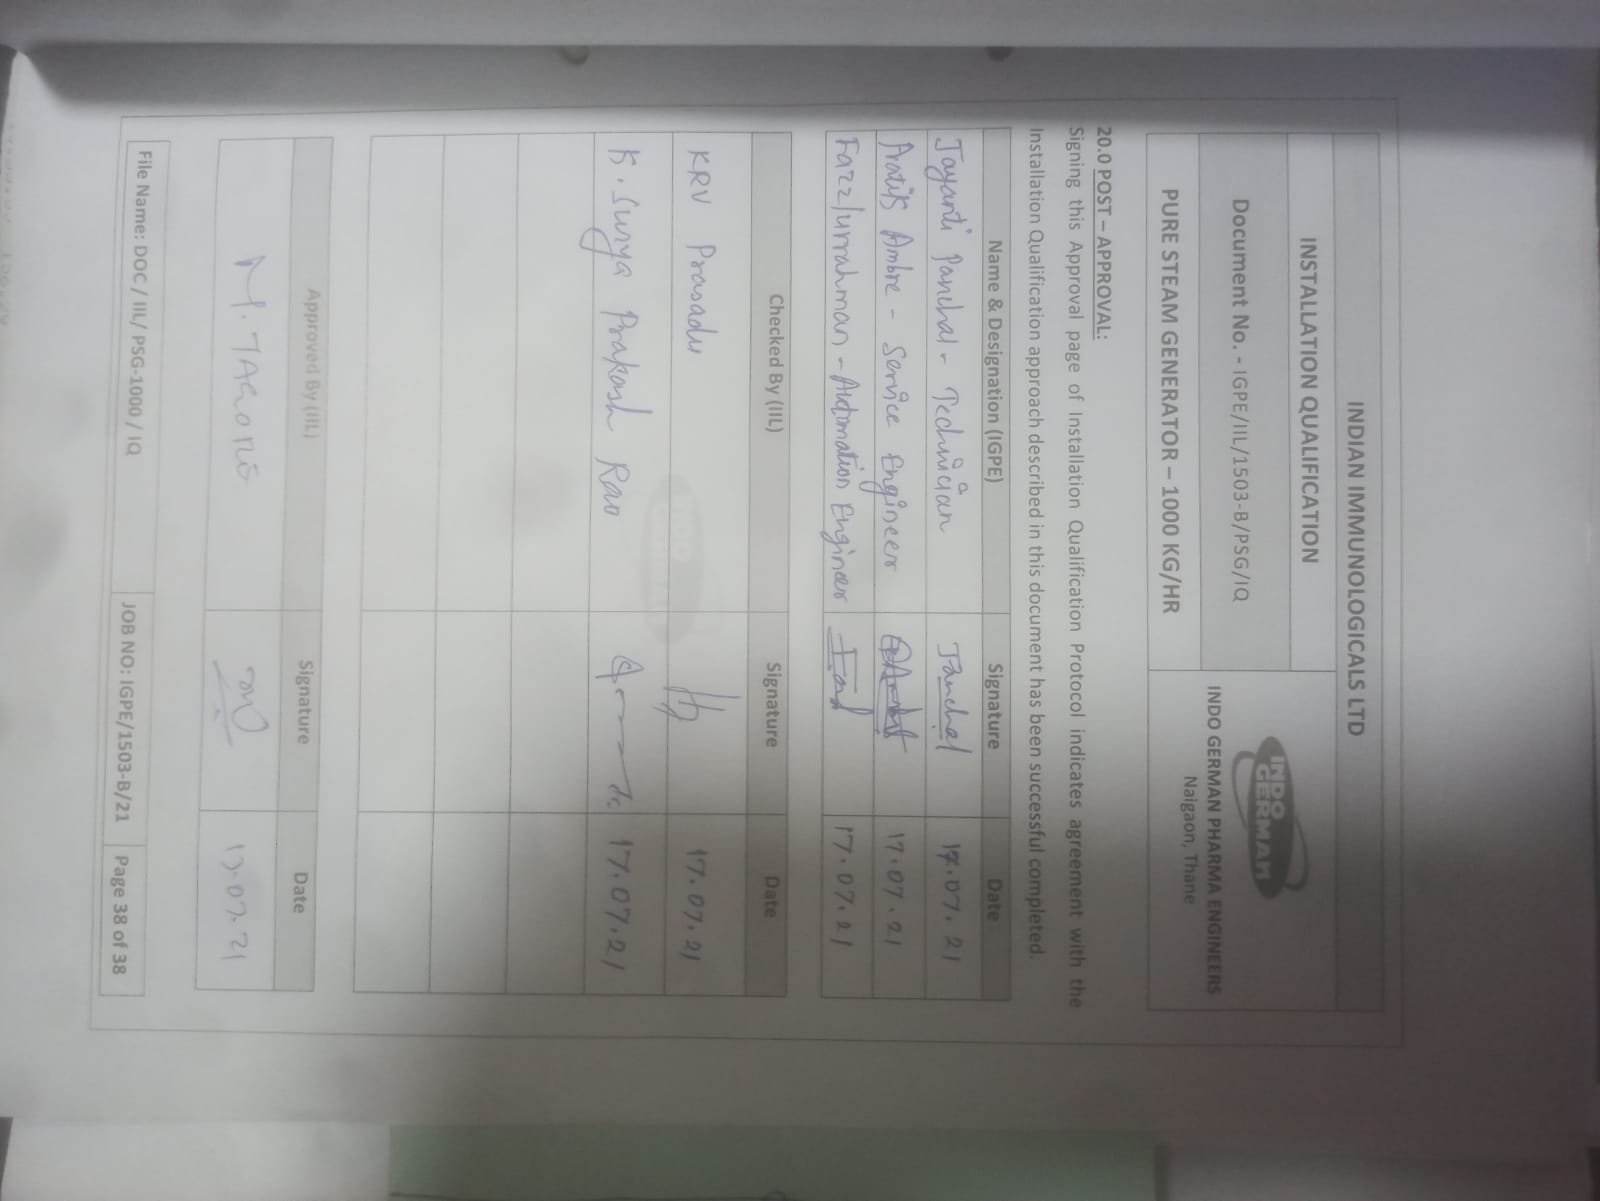 INDIAN IMMUNOLOGICALS LTD
INSTALLATION QUALIFICATION
Document No. - IGPE/IIL/1503-B/PSG/IQ
PURE STEAM GENERATOR – 1000 KG/HR
INDO
GERMAN
INDO GERMAN PHARMA ENGINEERS
Naigaon, Thane
20.0 POST – APPROVAL:
Signing this Approval page of Installation Qualification Protocol indicates agreement with the
Installation Qualification approach described in this document has been successful completed.
Name & Designation (IGPE) Signature Date
Jayanti Panchal - Technician 17.07.21
Pratik Ambre - Service Engineer 17.07.21
Fazzlurrahman - Automation Engineer 17.07.21
Checked By (IIL) Signature Date
KRV Prasadu 17.07.21
K. Surya Prakash Rao 17.07.21
Approved By (IIL) Signature Date
17.07.21
File Name: DOC / IIL/ PSG-1000 / IQ JOB NO: IGPE/1503-B/21 Page 38 of 38